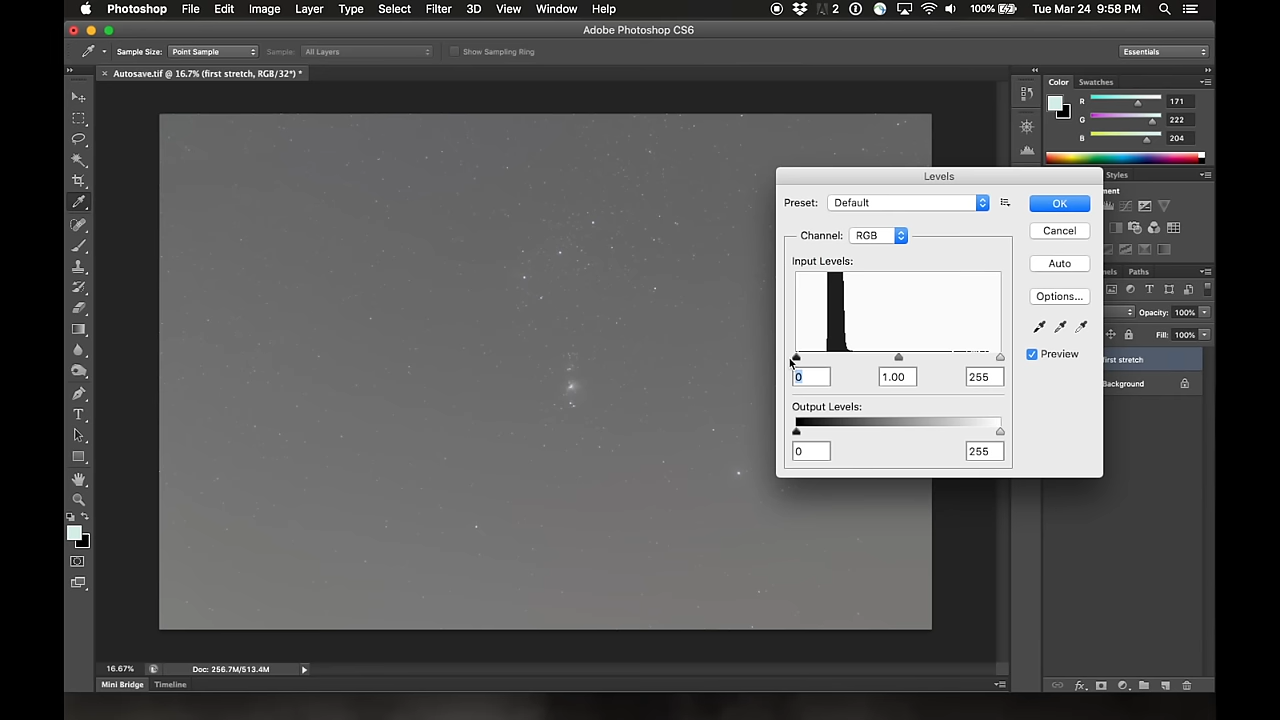 Photoshop File Edit Image Layer Type Select Filter 3D View Window Help 2 100% Tue Mar 24 9:58 PM
Adobe Photoshop CS6
Sample Size: Point Sample Sample: All Layers Show Sampling Ring Essentials
Autosave.tif @ 16.7% (first stretch, RGB/32*) *
Color Swatches
R 171
G 222
B 204
Levels
Styles
Preset: Default OK
Channel: RGB Cancel
Input Levels: Auto
Options...
Preview
0 1.00 255
Output Levels:
0 255
Paths
Opacity: 100%
Fill: 100%
first stretch
Background
16.67% Doc: 256.7M/513.4M
Mini Bridge Timeline